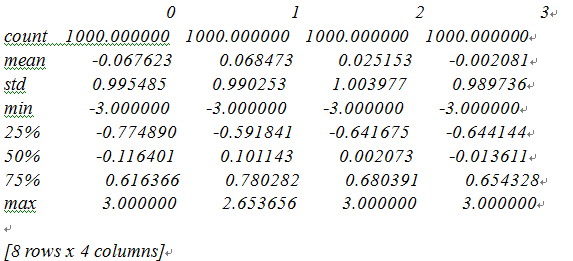 0 1 2 3
count 1000.000000 1000.000000 1000.000000 1000.000000
mean -0.067623 0.068473 0.025153 -0.002081
std 0.995485 0.990253 1.003977 0.989736
min -3.000000 -3.000000 -3.000000 -3.000000
25% -0.774890 -0.591841 -0.641675 -0.644144
50% -0.116401 0.101143 0.002073 -0.013611
75% 0.616366 0.780282 0.680391 0.654328
max 3.000000 2.653656 3.000000 3.000000
[8 rows x 4 columns]